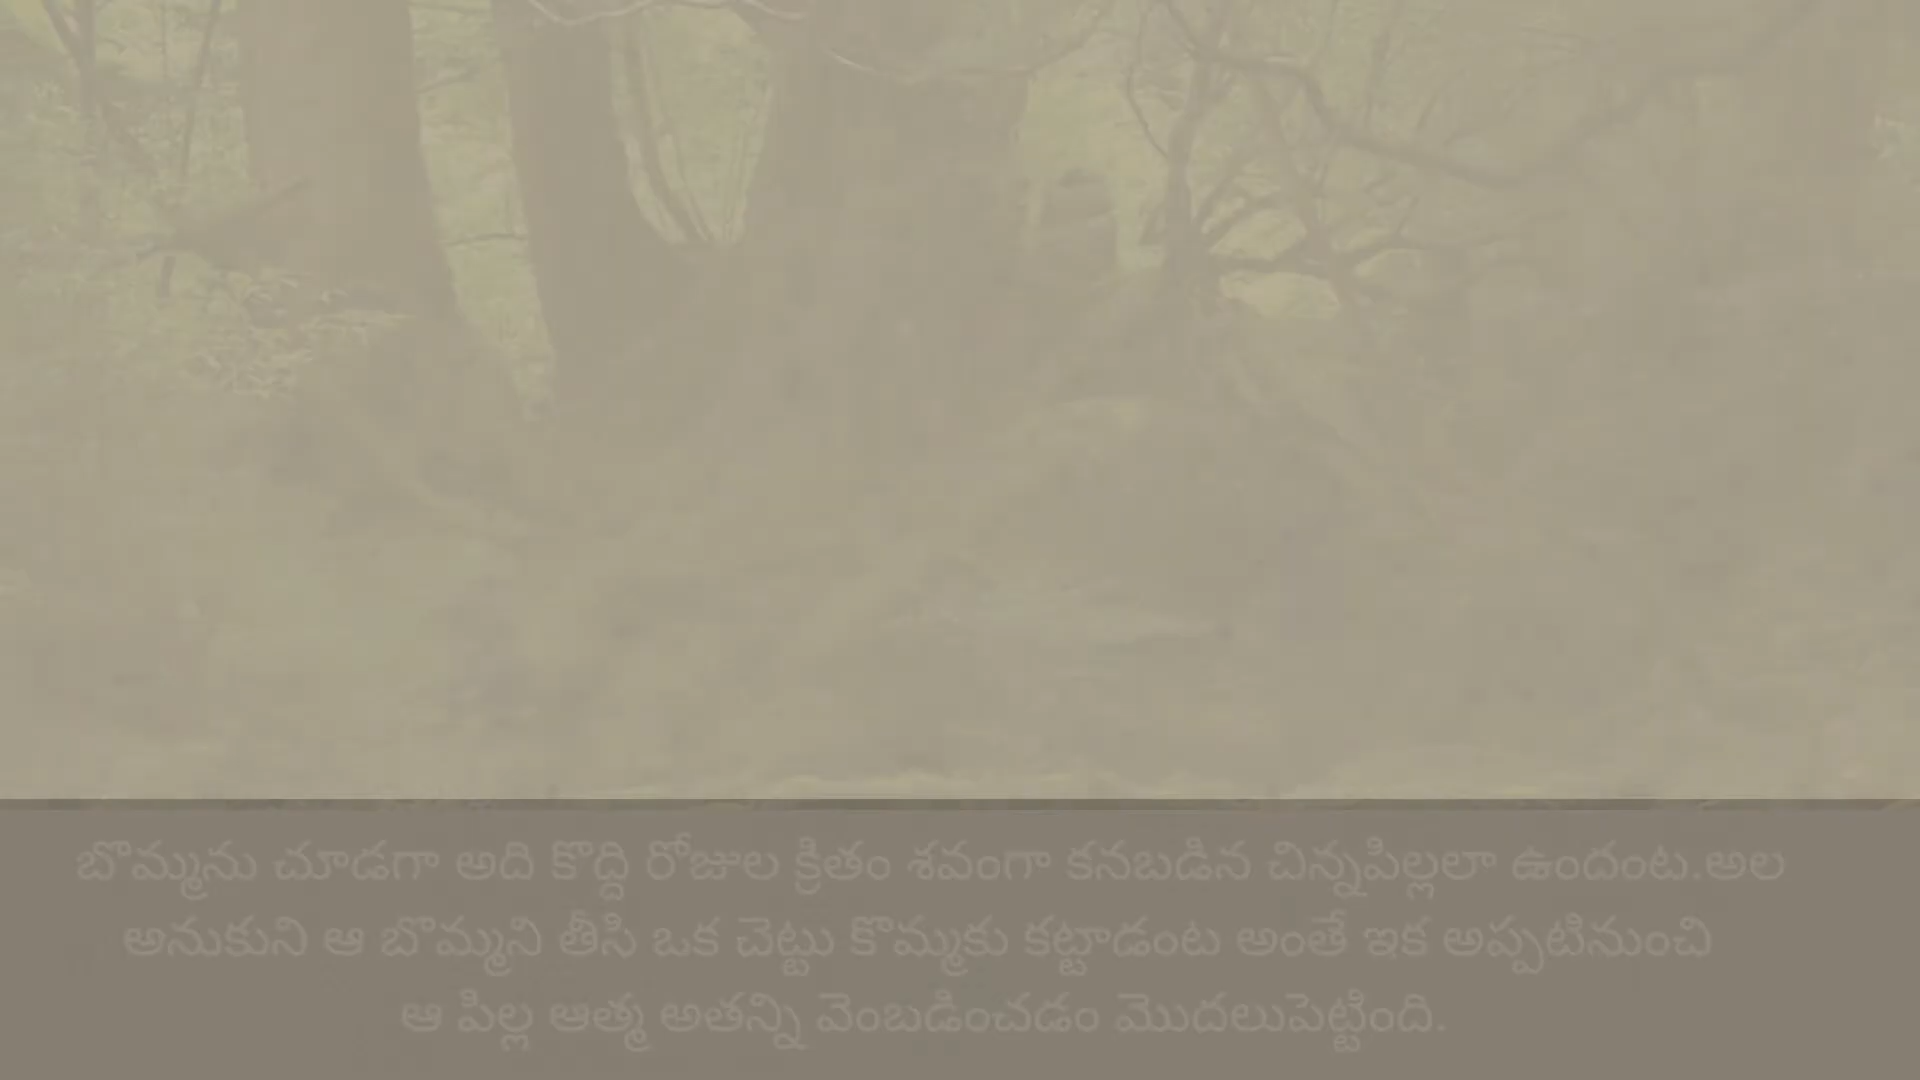 బొమ్మను చూడగా అది కొద్ది రోజుల క్రితం శవంగా కనబడిన చిన్నపిల్లలా ఉందంట.అల
అనుకుని ఆ బొమ్మని తీసి ఒక చెట్టు కొమ్మకు కట్టాడంట అంతే ఇక అప్పటినుంచి
ఆ పిల్ల ఆత్మ అతన్ని వెంబడించడం మొదలుపెట్టింది.